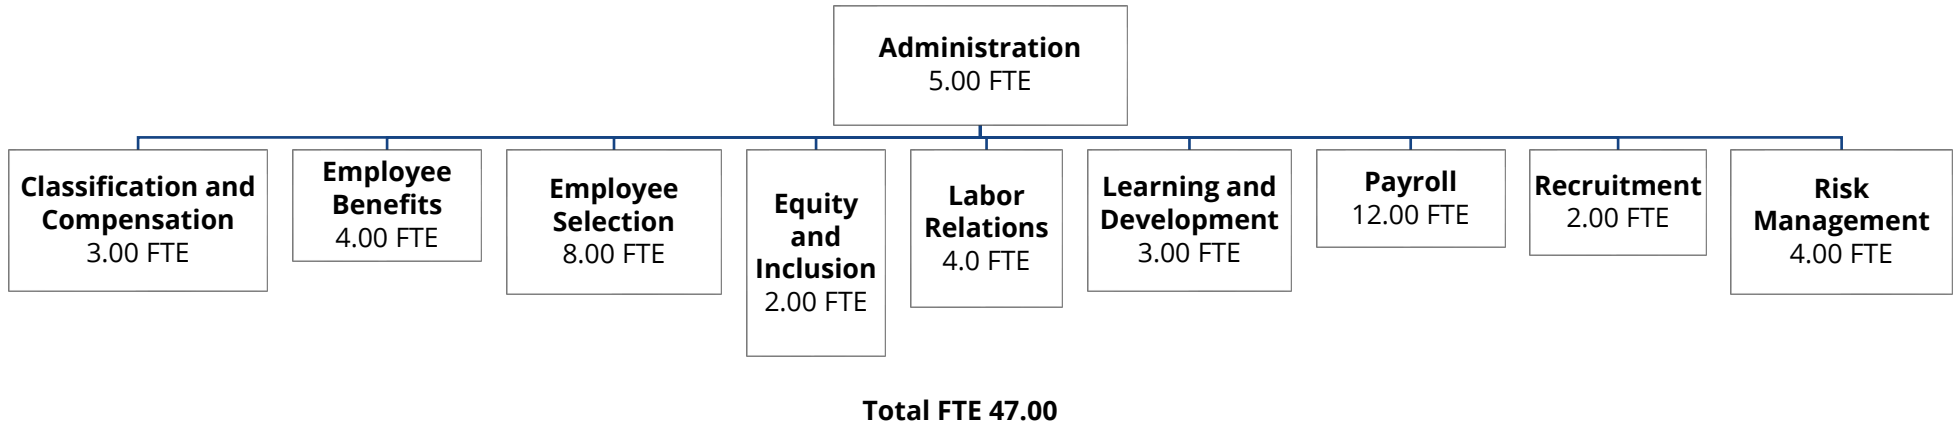 Administration
5.00 FTE
Classification and
Compensation
3.00 FTE
Employee
Benefits
4.00 FTE
Employee
Selection
8.00 FTE
Equity
and
Inclusion
2.00 FTE
Labor
Relations
4.0 FTE
Learning and
Development
3.00 FTE
Payroll
12.00 FTE
Recruitment
2.00 FTE
Risk
Management
4.00 FTE
Total FTE 47.00